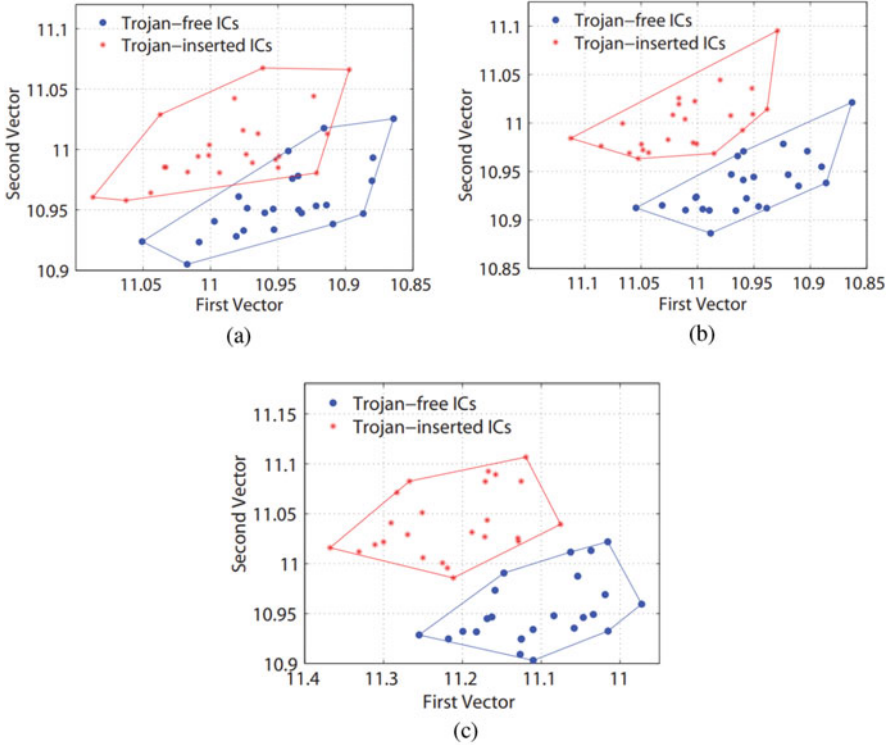 11.1
11.05
11
10.95
10.9
Second Vector
Trojan−free ICs
Trojan−inserted ICs
11.05 11 10.95 10.9 10.85
First Vector
(a)
11.1
11.05
11
10.95
10.9
10.85
Second Vector
Trojan−free ICs
Trojan−inserted ICs
11.1 11.05 11 10.95 10.9 10.85
First Vector
(b)
11.15
11.1
11.05
11
10.95
10.9
Second Vector
Trojan−free ICs
Trojan−inserted ICs
11.4 11.3 11.2 11.1 11
First Vector
(c)